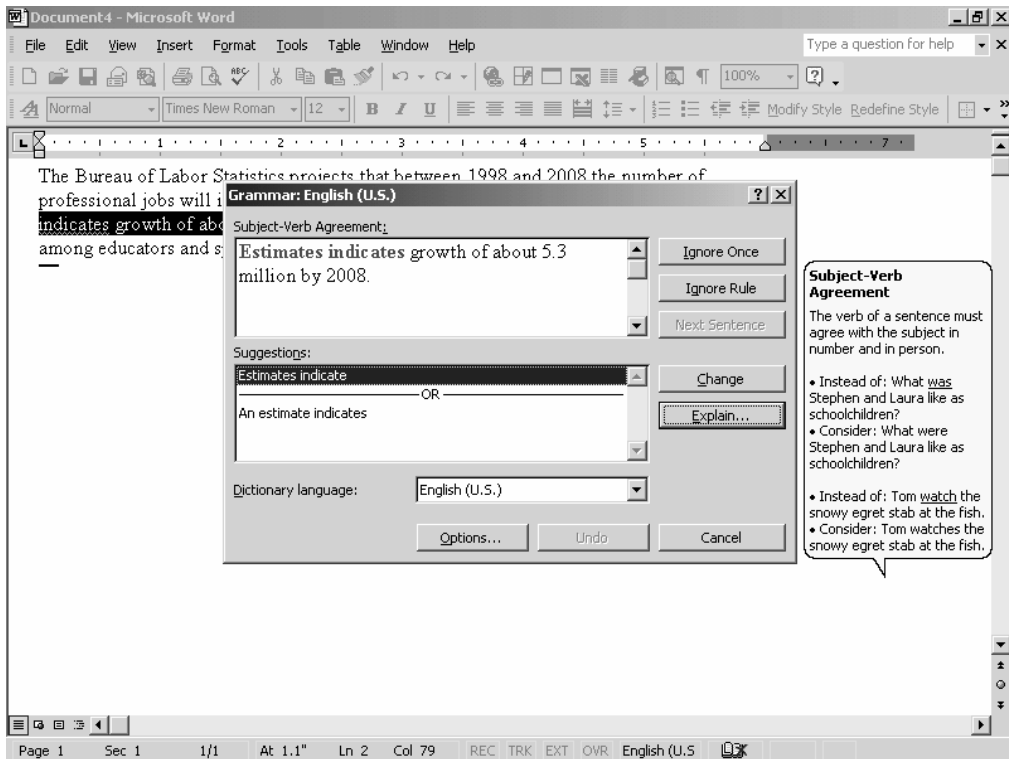 Document4 - Microsoft Word
File Edit View Insert Format Tools Table Window Help
Type a question for help
ABC
100%
Normal Times New Roman 12 B I U Modify Style Redefine Style
1 2 3 4 5 7
The Bureau of Labor Statistics projects that between 1998 and 2008 the number of
professional jobs will i
indicates growth of abo
among educators and s
Grammar: English (U.S.)
Subject-Verb Agreement:
Estimates indicates growth of about 5.3
million by 2008.
Ignore Once
Ignore Rule
Next Sentence
Suggestions:
Estimates indicate
OR
An estimate indicates
Change
Explain...
Dictionary language: English (U.S.)
Options... Undo Cancel
Subject-Verb
Agreement
The verb of a sentence must
agree with the subject in
number and in person.
• Instead of: What was
Stephen and Laura like as
schoolchildren?
• Consider: What were
Stephen and Laura like as
schoolchildren?
• Instead of: Tom watch the
snowy egret stab at the fish.
• Consider: Tom watches the
snowy egret stab at the fish.
Page 1 Sec 1 1/1 At 1.1" Ln 2 Col 79 REC TRK EXT OVR English (U.S